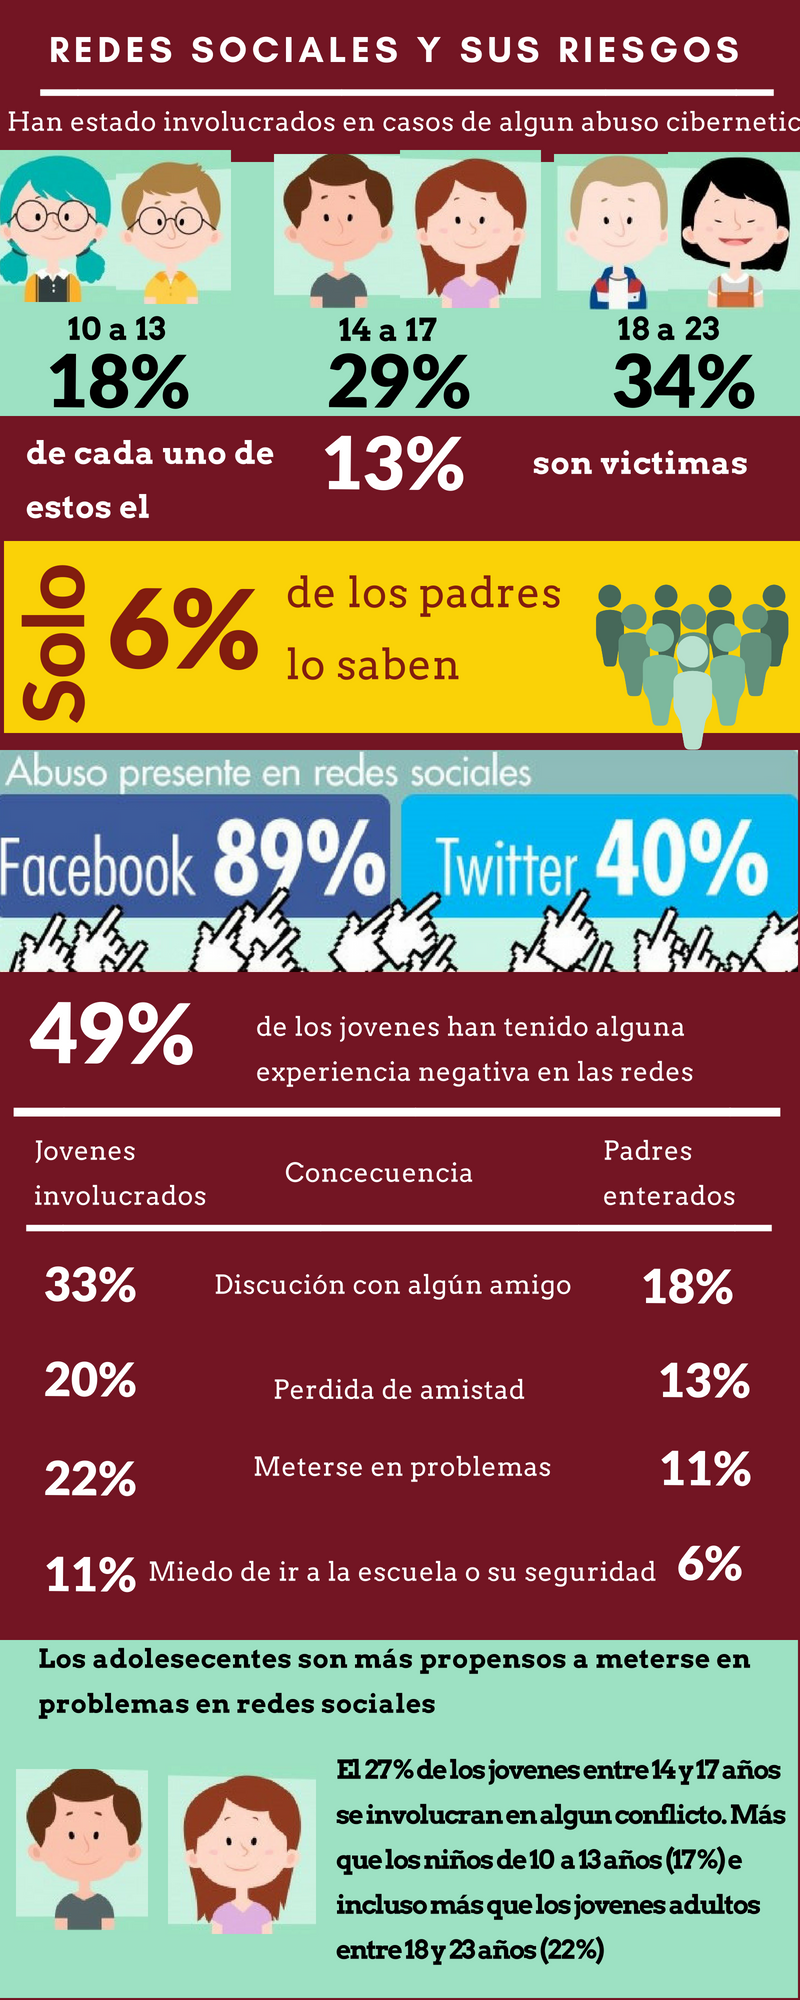 REDES SOCIALES Y SUS RIESGOS
Han estado involucrados en casos de algun abuso cibernetic
10 a 13
18%
14 a 17
29%
18 a 23
34%
de cada uno de
estos el
13%
son victimas
Solo
6%
de los padres
lo saben
Abuso presente en redes sociales
Facebook 89%
Twitter 40%
49%
de los jovenes han tenido alguna
experiencia negativa en las redes
Jovenes
involucrados
Concecuencia
Padres
enterados
33% Discución con algún amigo 18%
20% Perdida de amistad 13%
22% Meterse en problemas 11%
11% Miedo de ir a la escuela o su seguridad 6%
Los adolesecentes son más propensos a meterse en
problemas en redes sociales
El 27% de los jovenes entre 14 y 17 años
se involucran en algun conflicto. Más
que los niños de 10 a 13 años (17%) e
incluso más que los jovenes adultos
entre 18 y 23 años (22%)